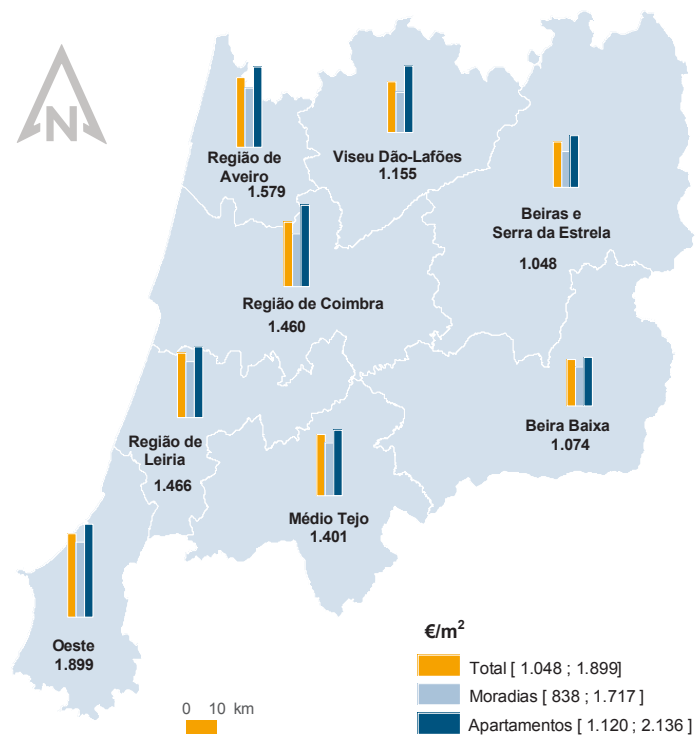 N
Região de
Aveiro
1.579
Viseu Dão-Lafões
1.155
Beiras e
Serra da Estrela
1.048
Região de Coimbra
1.460
Beira Baixa
1.074
Região de
Leiria
1.466
Médio Tejo
1.401
Oeste
1.899
0 10 km
€/m²
Total [ 1.048 ; 1.899]
Moradias [ 838 ; 1.717 ]
Apartamentos [ 1.120 ; 2.136 ]